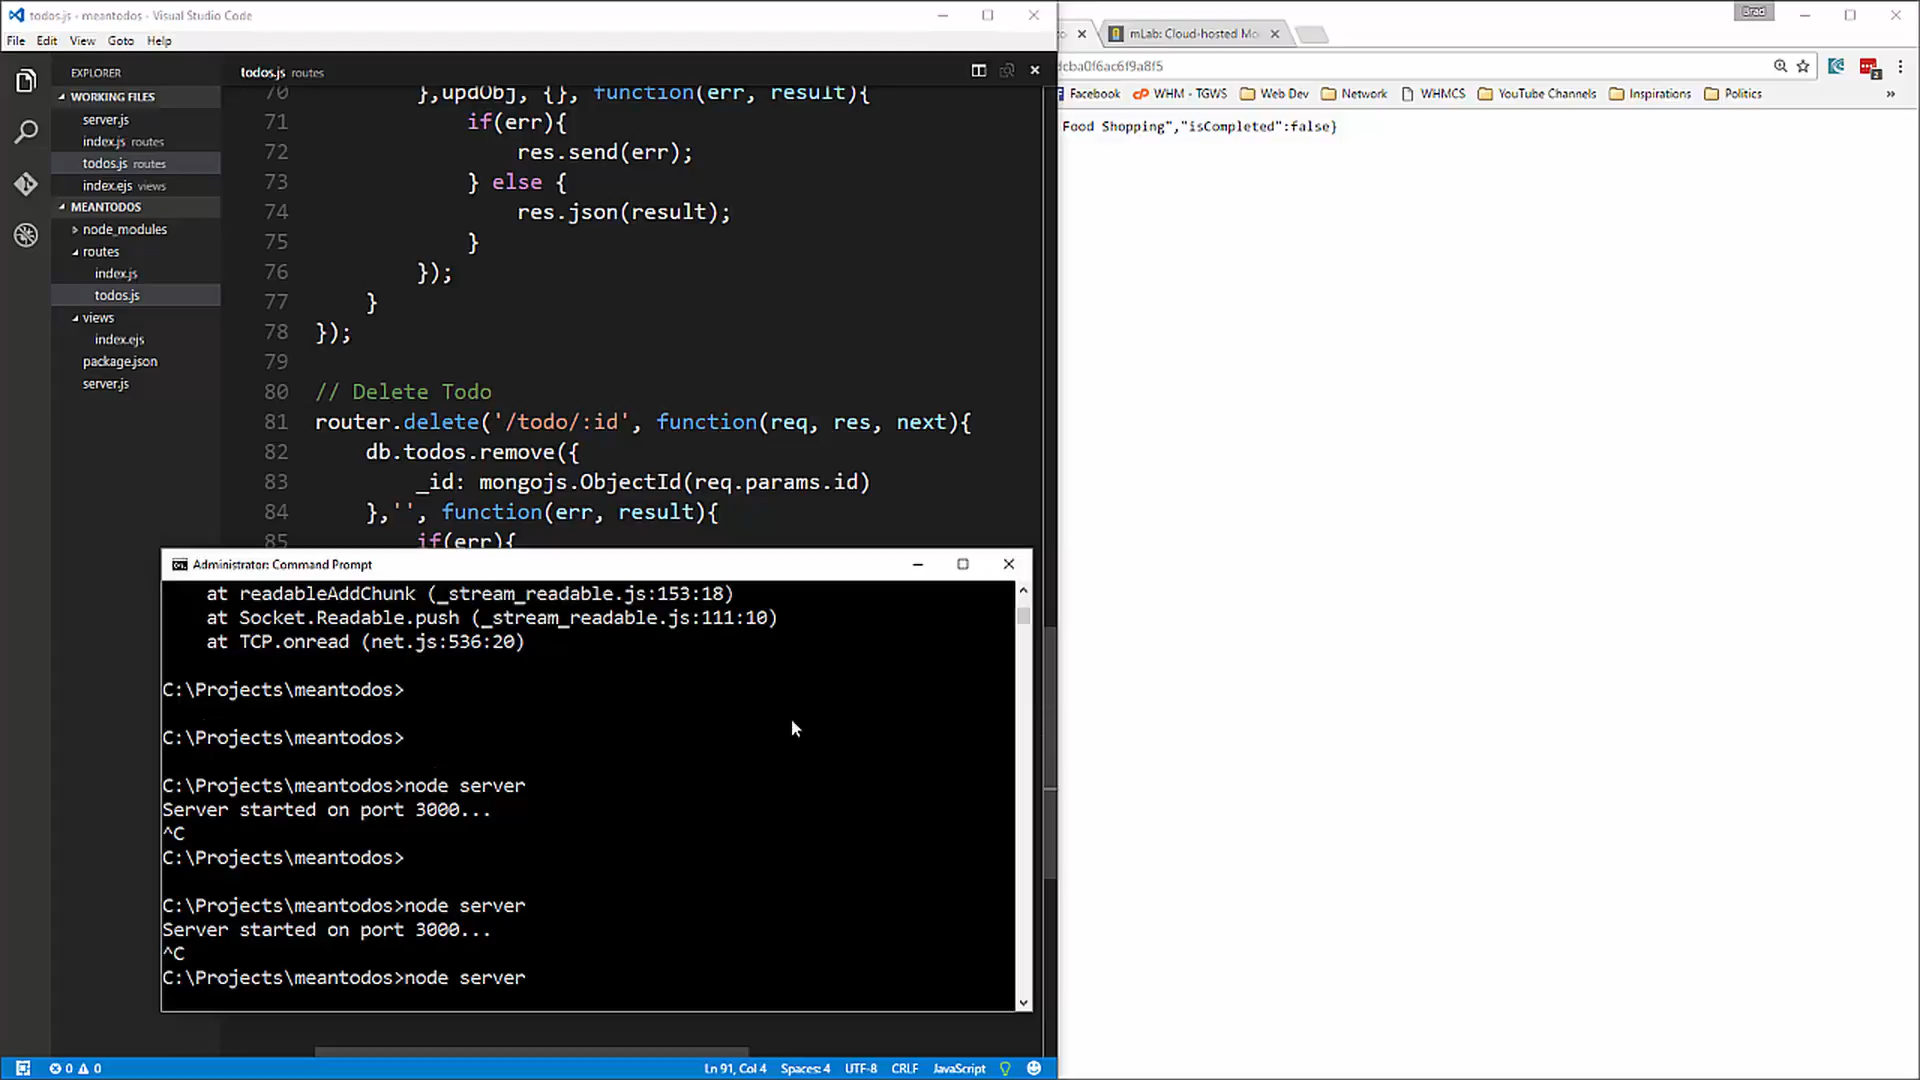 todos.js - meantodos - Visual Studio Code
File Edit View Goto Help
EXPLORER
WORKING FILES
server.js
index.js routes
todos.js routes
index.ejs views
MEANTODOS
node_modules
routes
index.js
todos.js
views
index.ejs
package.json
server.js
todos.js routes
70 },updObj, {}, function(err, result){
71 if(err){
72 res.send(err);
73 } else {
74 res.json(result);
75 }
76 });
77 }
78 });
79
80 // Delete Todo
81 router.delete('/todo/:id', function(req, res, next){
82 db.todos.remove({
83 _id: mongojs.ObjectId(req.params.id)
84 },'', function(err, result){
85 if(err){
Administrator: Command Prompt
at readableAddChunk (_stream_readable.js:153:18)
at Socket.Readable.push (_stream_readable.js:111:10)
at TCP.onread (net.js:536:20)
C:\Projects\meantodos>
C:\Projects\meantodos>
C:\Projects\meantodos>node server
Server started on port 3000...
^C
C:\Projects\meantodos>
C:\Projects\meantodos>node server
Server started on port 3000...
^C
C:\Projects\meantodos>node server
0 0
Ln 91, Col 4 Spaces: 4 UTF-8 CRLF JavaScript
Brad
mLab: Cloud-hosted Mo
cba0f6ac6f9a8f5
2
Facebook WHM - TGWS Web Dev Network WHMCS YouTube Channels Inspirations Politics »
Food Shopping","isCompleted":false}